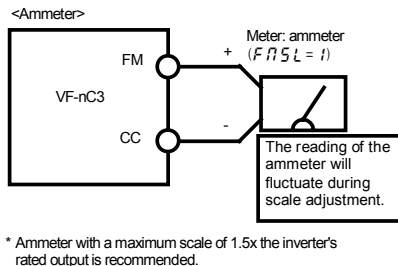 <Ammeter>
FM
+
Meter: ammeter
(FMSL=1)
VF-nC3
CC
-
The reading of the
ammeter will
fluctuate during
scale adjustment.
* Ammeter with a maximum scale of 1.5x the inverter's
rated output is recommended.